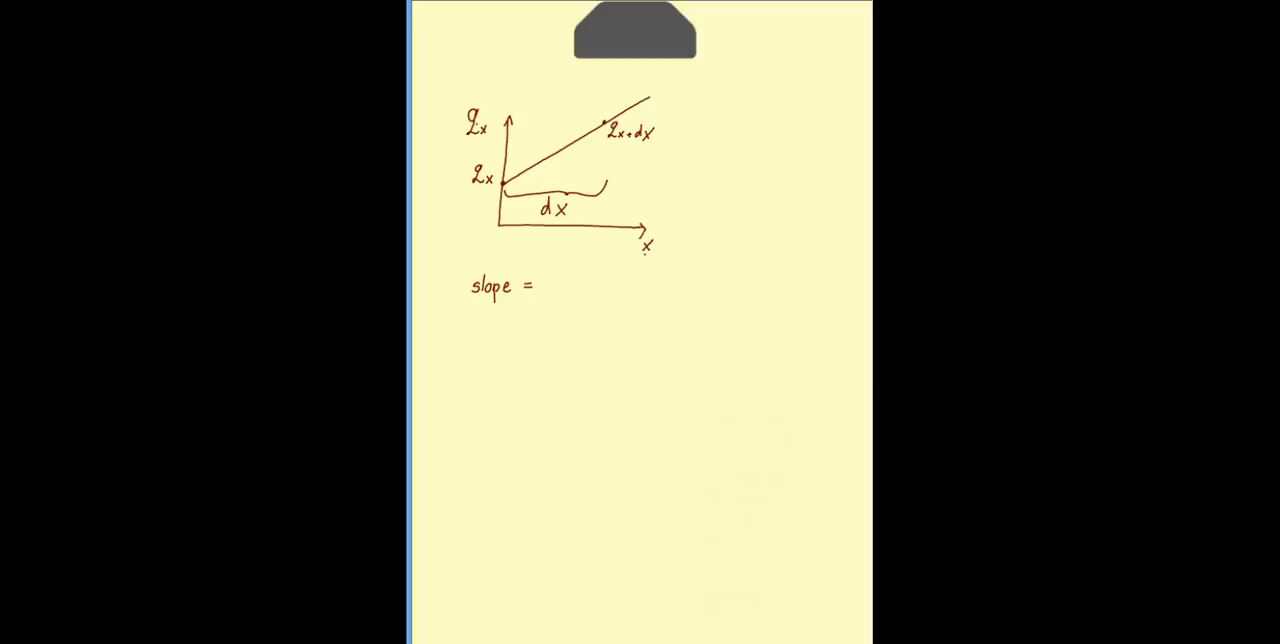 qx
qx+dx
qx
dx
x
slope =